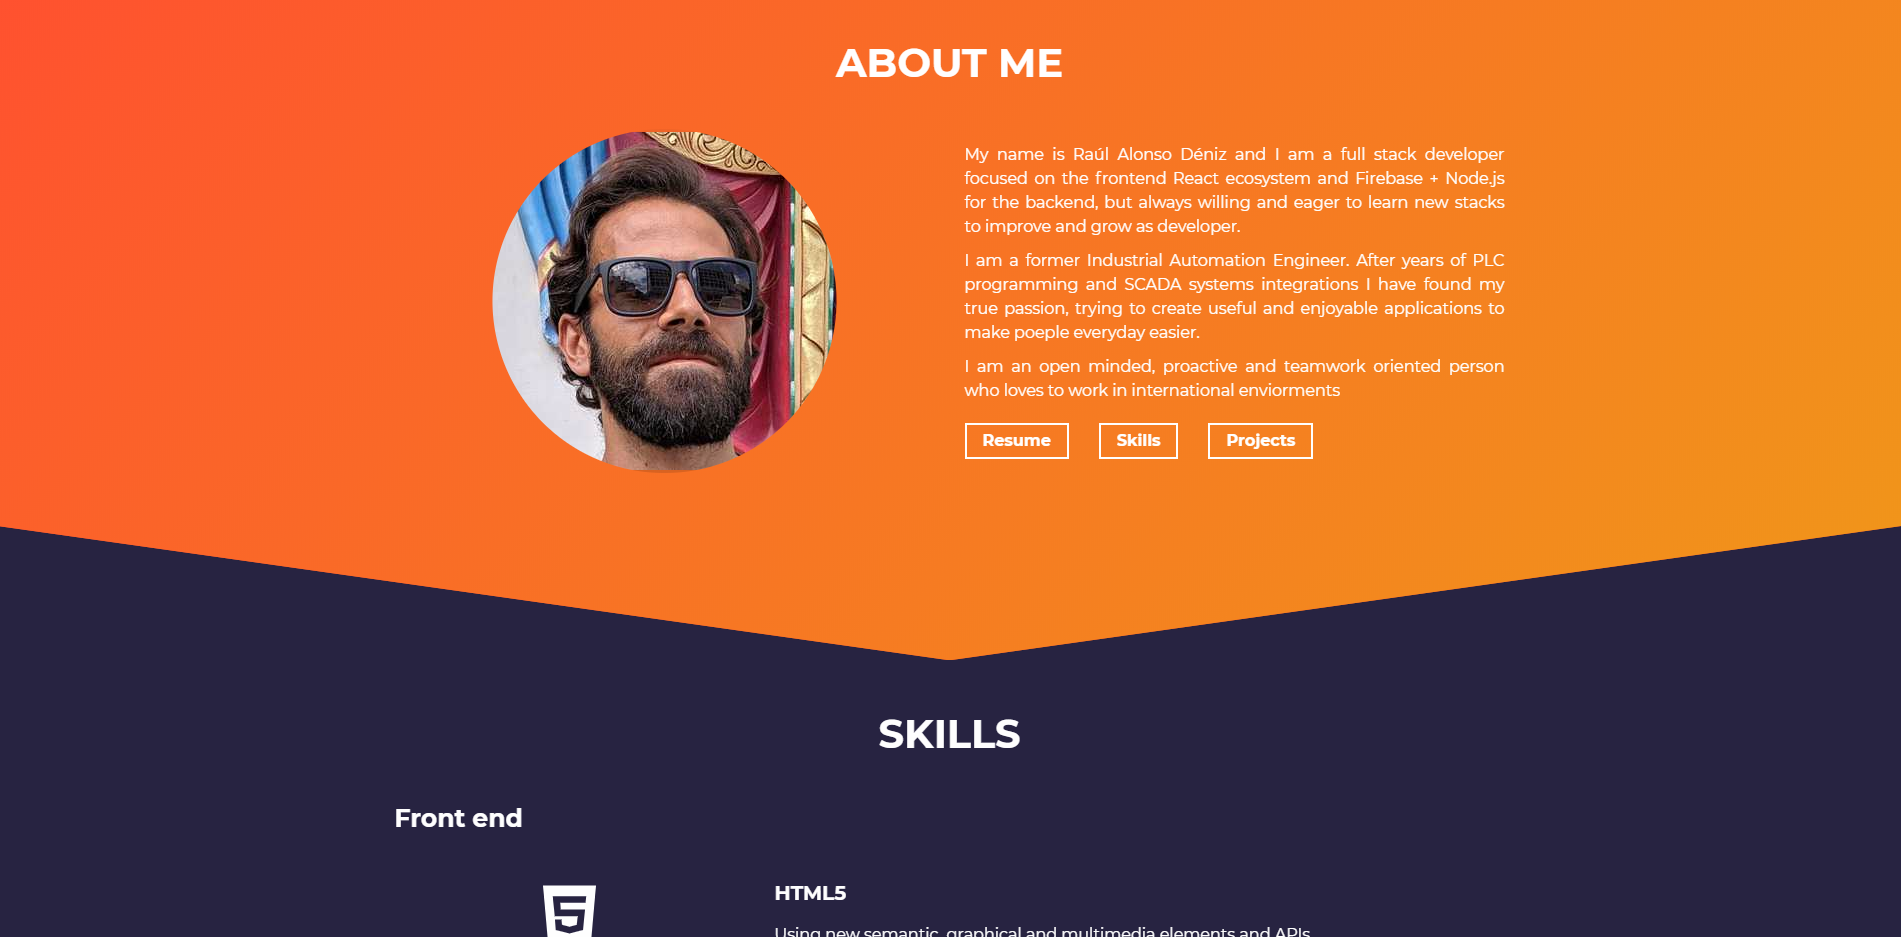 ABOUT ME
My name is Raúl Alonso Déniz and I am a full stack developer
focused on the frontend React ecosystem and Firebase + Node.js
for the backend, but always willing and eager to learn new stacks
to improve and grow as developer.
I am a former Industrial Automation Engineer. After years of PLC
programming and SCADA systems integrations I have found my
true passion, trying to create useful and enjoyable applications to
make poeple everyday easier.
I am an open minded, proactive and teamwork oriented person
who loves to work in international enviorments
Resume Skills Projects
SKILLS
Front end
HTML5
Using new semantic, graphical and multimedia elements and APIs